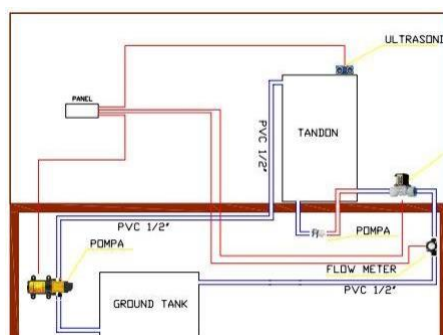 ULTRASONI
PANEL
TANDON
PVC 1/2"
PVC 1/2"
POMPA
POMPA
FLOW METER
PVC 1/2"
GROUND TANK